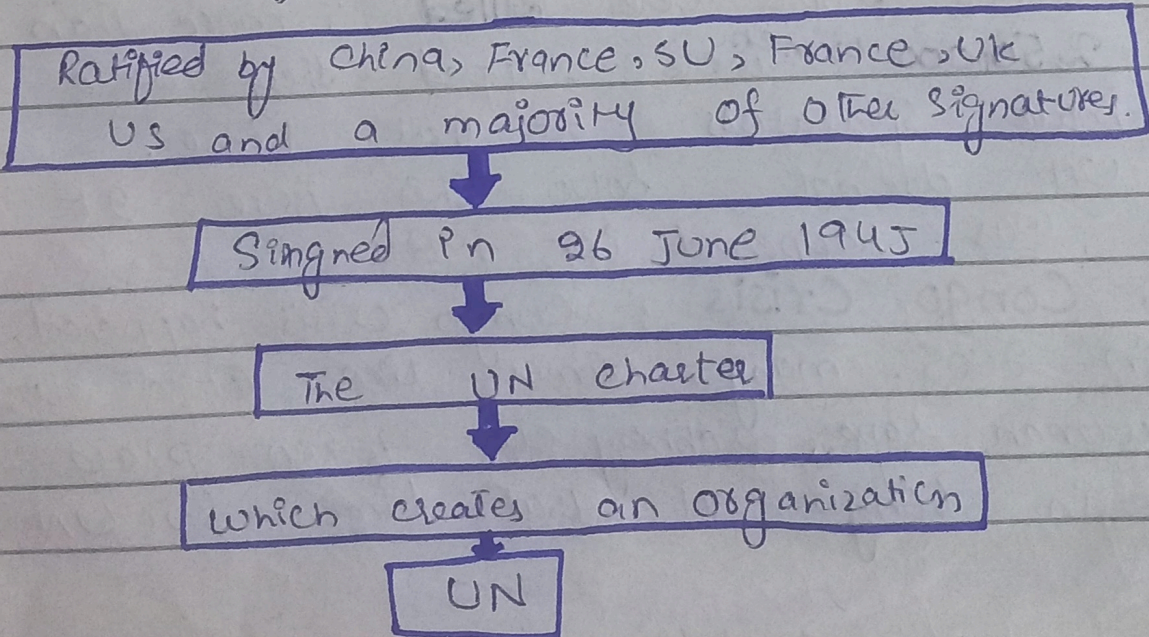 Ratified by China, France, SU, France, UK
US and a majority of other signatures.
Singned in 26 June 1945
The UN charter
which creates an organization
UN